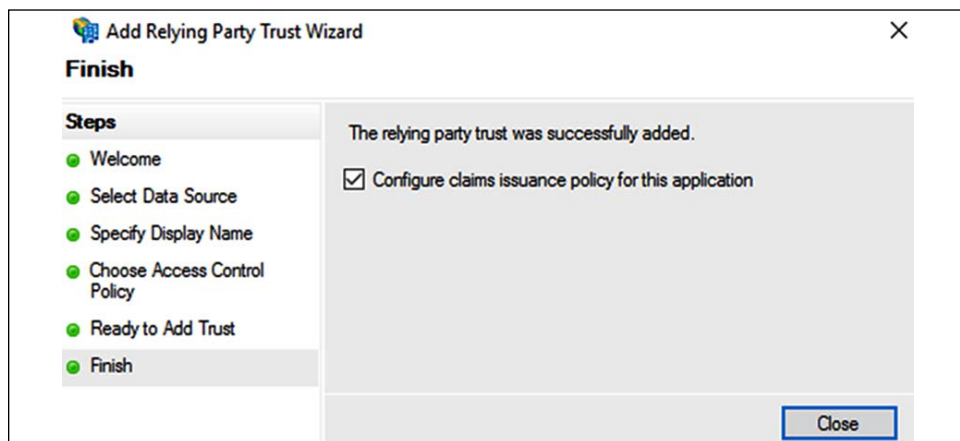 Add Relying Party Trust Wizard
Finish
Steps
Welcome
Select Data Source
Specify Display Name
Choose Access Control
Policy
Ready to Add Trust
Finish
The relying party trust was successfully added.
Configure claims issuance policy for this application
Close